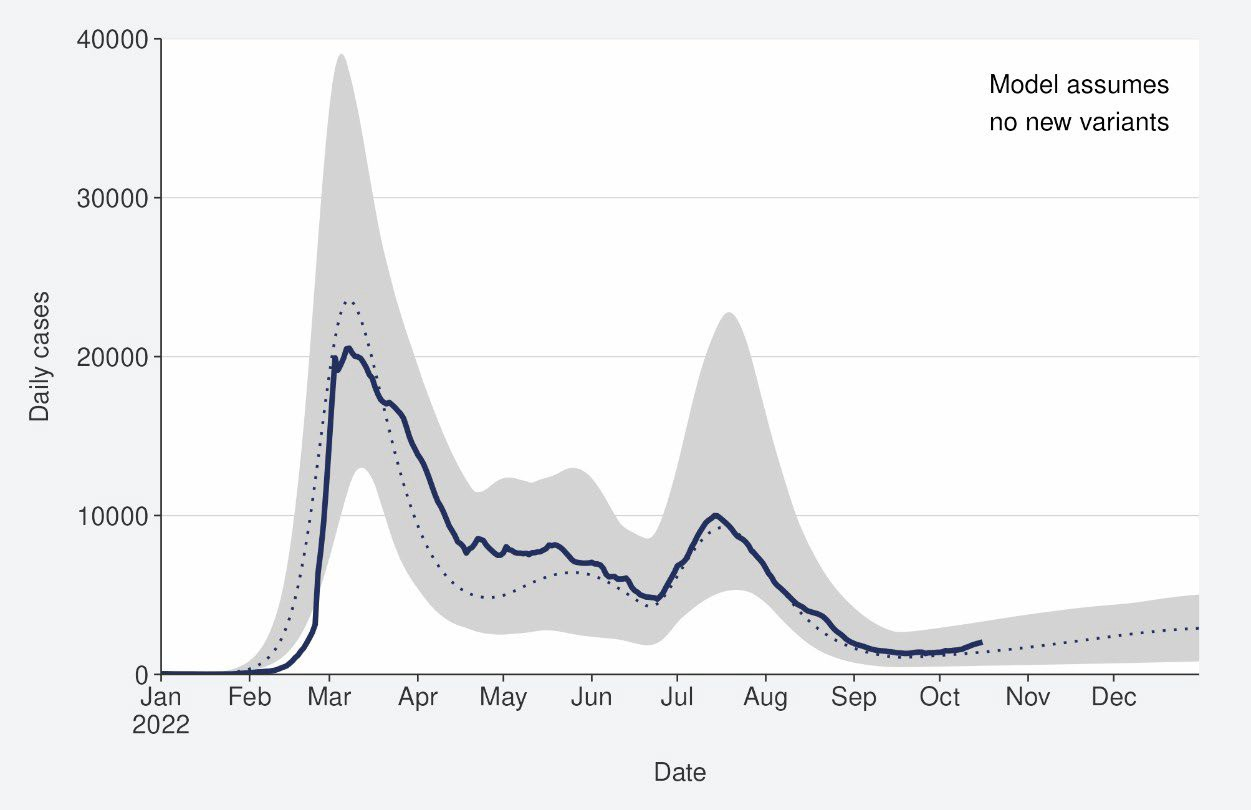 40000
30000
20000
10000
0
Daily cases
Model assumes
no new variants
Jan Feb Mar Apr May Jun Jul Aug Sep Oct Nov Dec
2022
Date